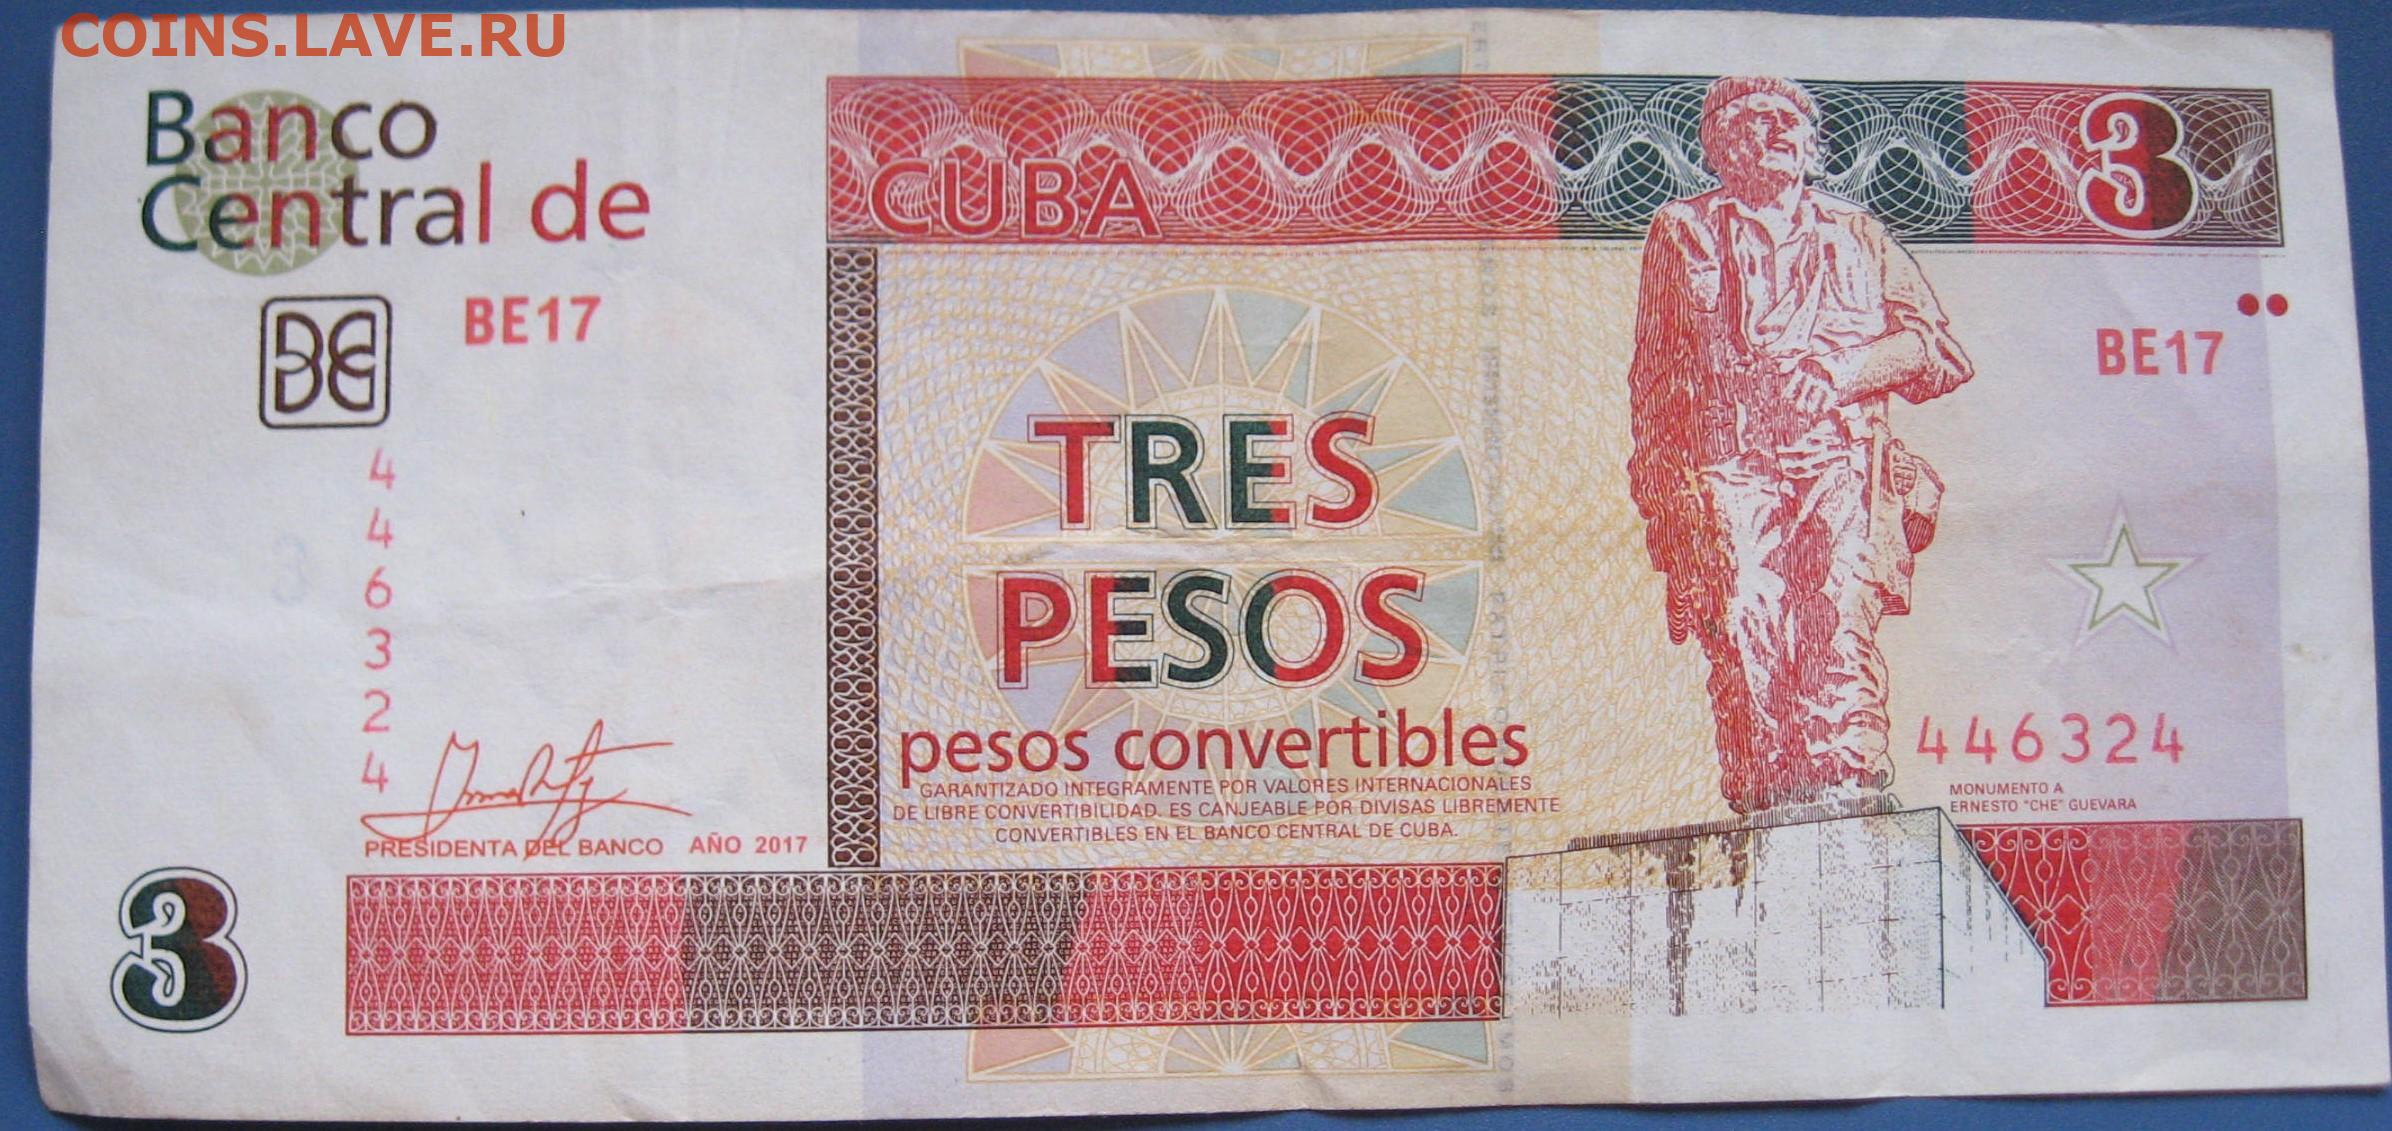 COINS.LAVE.RU
Banco
Central de
CUBA
3
BE17
BE17
4
4
6
3
2
4
TRES
PESOS
pesos convertibles
GARANTIZADO INTEGRAMENTE POR VALORES INTERNACIONALES
DE LIBRE CONVERTIBILIDAD. ES CANJEABLE POR DIVISAS LIBREMENTE
CONVERTIBLES EN EL BANCO CENTRAL DE CUBA.
446324
MONUMENTO A
ERNESTO "CHE" GUEVARA
PRESIDENTA DEL BANCO AÑO 2017
3